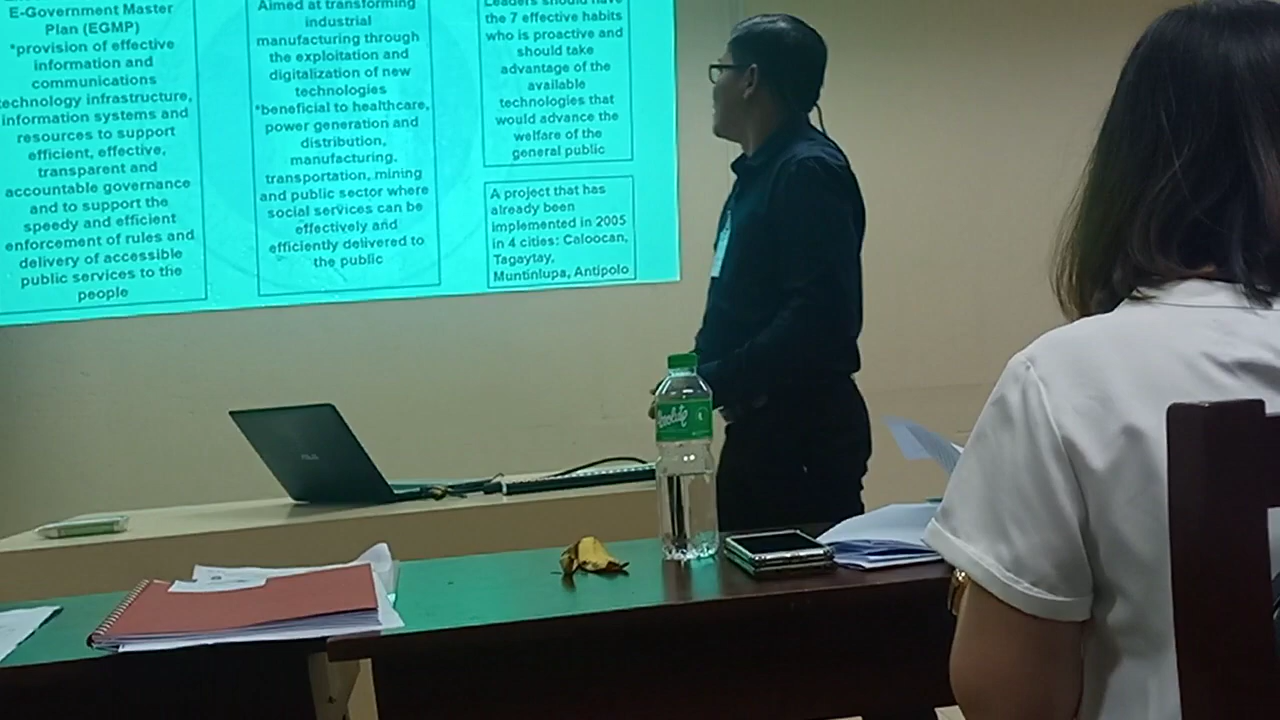 E-Government Master
Plan (EGMP)
*provision of effective
information and
communications
technology infrastructure,
information systems and
resources to support
efficient, effective,
transparent and
accountable governance
and to support the
speedy and efficient
enforcement of rules and
delivery of accessible
public services to the
people
Aimed at transforming
industrial
manufacturing through
the exploitation and
digitalization of new
technologies
*beneficial to healthcare,
power generation and
distribution,
manufacturing,
transportation, mining
and public sector where
social services can be
effectively and
efficiently delivered to
the public
Leaders should have
the 7 effective habits
who is proactive and
should take
advantage of the
available
technologies that
would advance the
welfare of the
general public
A project that has
already been
implemented in 2005
in 4 cities: Caloocan,
Tagaytay,
Muntinlupa, Antipolo
ASUS